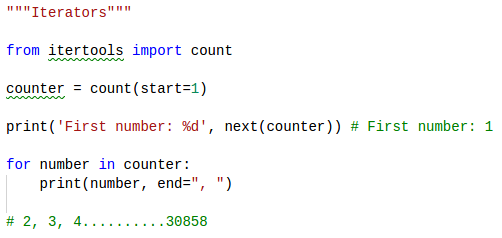 """Iterators"""
from itertools import count
counter = count(start=1)
print('First number: %d', next(counter)) # First number: 1
for number in counter:
    print(number, end=", ")
# 2, 3, 4..........30858